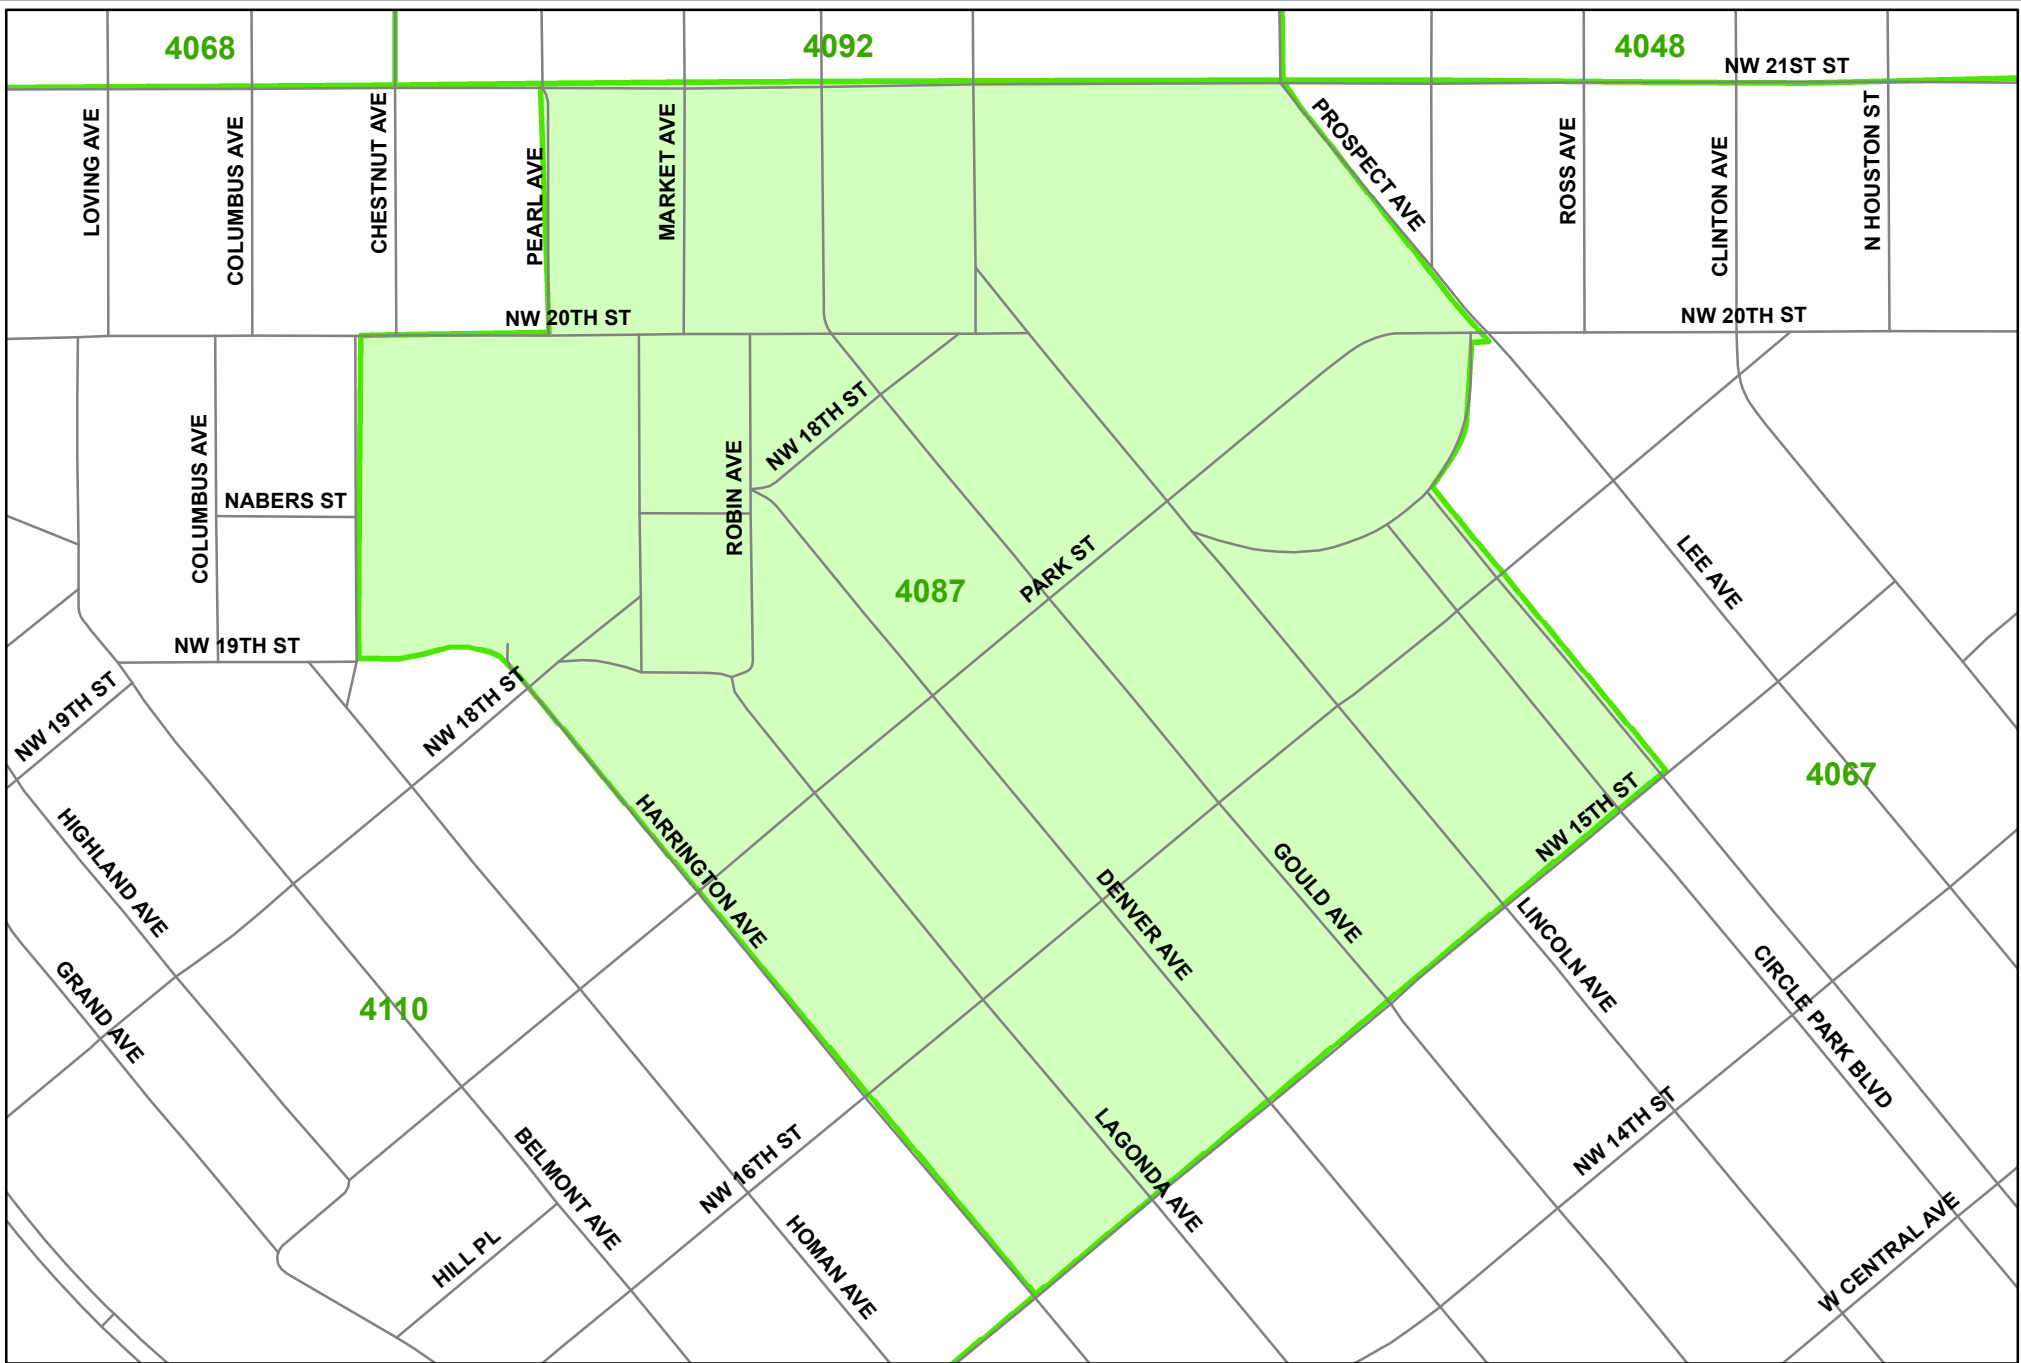 4068
4092
4048
NW 21ST ST
LOVING AVE
COLUMBUS AVE
CHESTNUT AVE
PEARL AVE
MARKET AVE
PROSPECT AVE
ROSS AVE
CLINTON AVE
N HOUSTON ST
NW 20TH ST
NW 20TH ST
COLUMBUS AVE
NABERS ST
ROBIN AVE
NW 18TH ST
PARK ST
4087
LEE AVE
NW 19TH ST
NW 19TH ST
NW 18TH ST
4067
NW 15TH ST
HIGHLAND AVE
HARRINGTON AVE
DENVER AVE
GOULD AVE
LINCOLN AVE
CIRCLE PARK BLVD
GRAND AVE
4110
BELMONT AVE
NW 16TH ST
LAGONDA AVE
NW 14TH ST
HILL PL
HOMAN AVE
W CENTRAL AVE